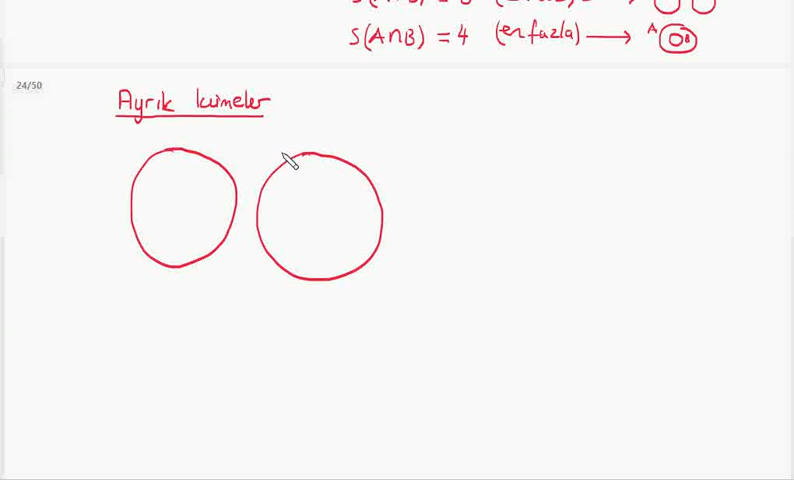 S(A∩B) = 4 (en fazla) ⟶ A B
24/50
Ayrık kümeler